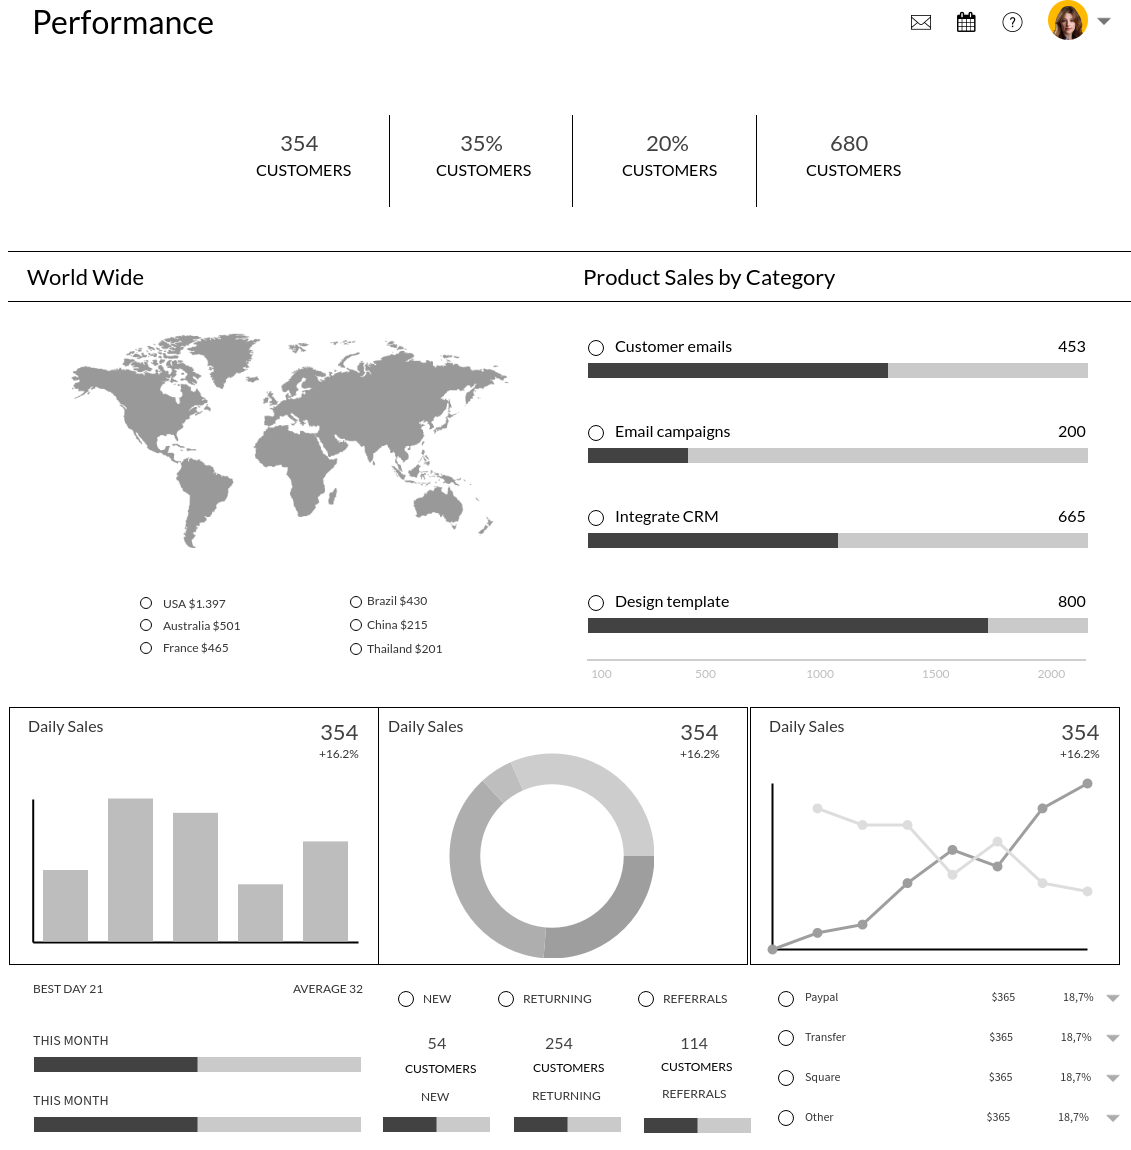 Performance
354
CUSTOMERS
35%
CUSTOMERS
20%
CUSTOMERS
680
CUSTOMERS
World Wide
Product Sales by Category
USA $1.397
Australia $501
France $465
Brazil $430
China $215
Thailand $201
Customer emails 453
Email campaigns 200
Integrate CRM 665
Design template 800
100 500 1000 1500 2000
Daily Sales
354
+16.2%
Daily Sales
354
+16.2%
Daily Sales
354
+16.2%
BEST DAY 21 AVERAGE 32
THIS MONTH
THIS MONTH
NEW RETURNING REFERRALS
54
CUSTOMERS
NEW
254
CUSTOMERS
RETURNING
114
CUSTOMERS
REFERRALS
Paypal $365 18,7%
Transfer $365 18,7%
Square $365 18,7%
Other $365 18,7%